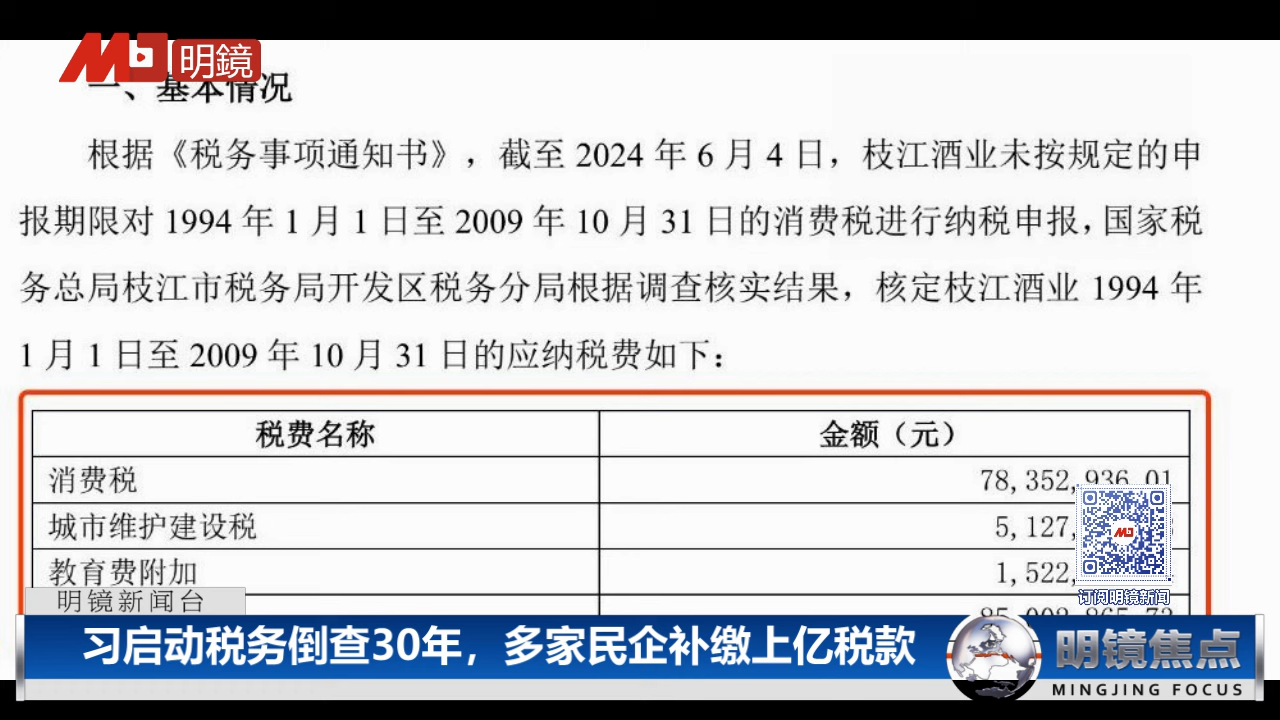 明鏡
一、基本情况
根据《税务事项通知书》，截至 2024 年 6 月 4 日，枝江酒业未按规定的申
报期限对 1994 年 1 月 1 日至 2009 年 10 月 31 日的消费税进行纳税申报，国家税
务总局枝江市税务局开发区税务分局根据调查核实结果，核定枝江酒业 1994 年
1 月 1 日至 2009 年 10 月 31 日的应纳税费如下：
税费名称 金额（元）
消费税 78,352,936.01
城市维护建设税 5,127,
教育费附加 1,522,
订阅明镜新闻
明镜新闻台
习启动税务倒查30年，多家民企补缴上亿税款
明镜焦点
MINGJING FOCUS